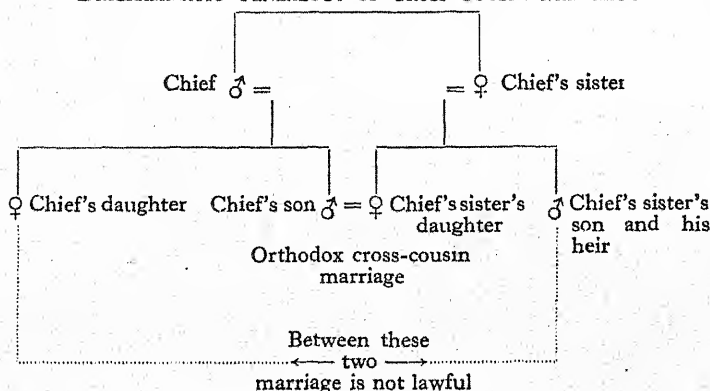 Chief ♂ = = ♀ Chief's sister
♀ Chief's daughter Chief's son ♂ = ♀ Chief's sister's ♂ Chief's sister's
daughter son and his
heir
Orthodox cross-cousin
marriage
Between these
← two →
marriage is not lawful